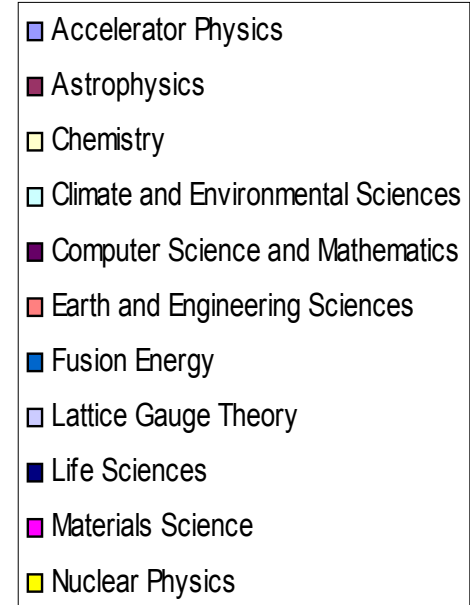 Accelerator Physics
Astrophysics
Chemistry
Climate and Environmental Sciences
Computer Science and Mathematics
Earth and Engineering Sciences
Fusion Energy
Lattice Gauge Theory
Life Sciences
Materials Science
Nuclear Physics